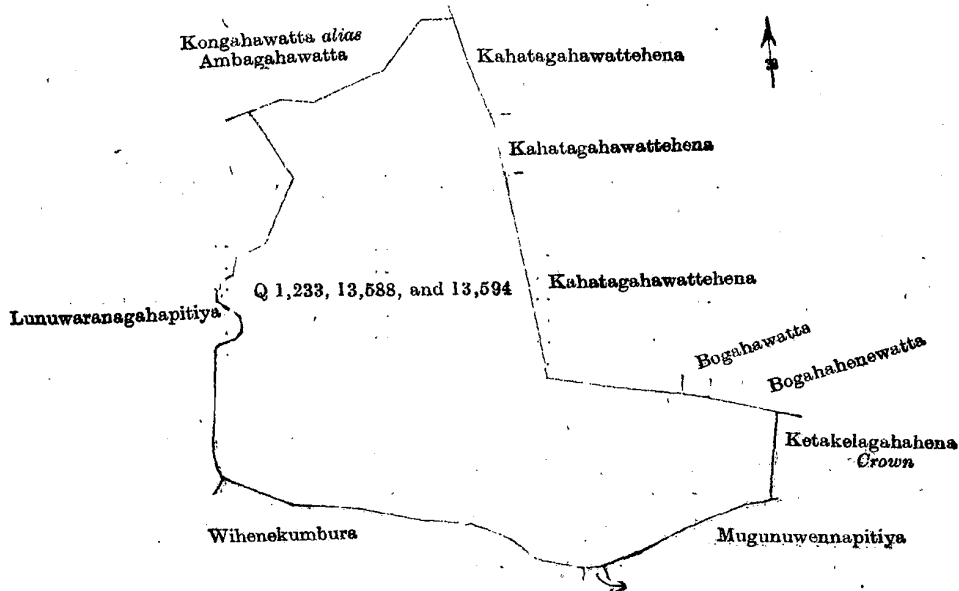 Kongahawatta alias
Ambagahawatta
Kahatagahawattehena
Kahatagahawattehena
Q 1,233, 13,588, and 13,594
Kahatagahawattehena
Lunuwaranagahapitiya
Bogahawatta
Bogahahenewatta
Ketakelagahahena
Crown
Wihenekumbura
Mugunuwennapitiya